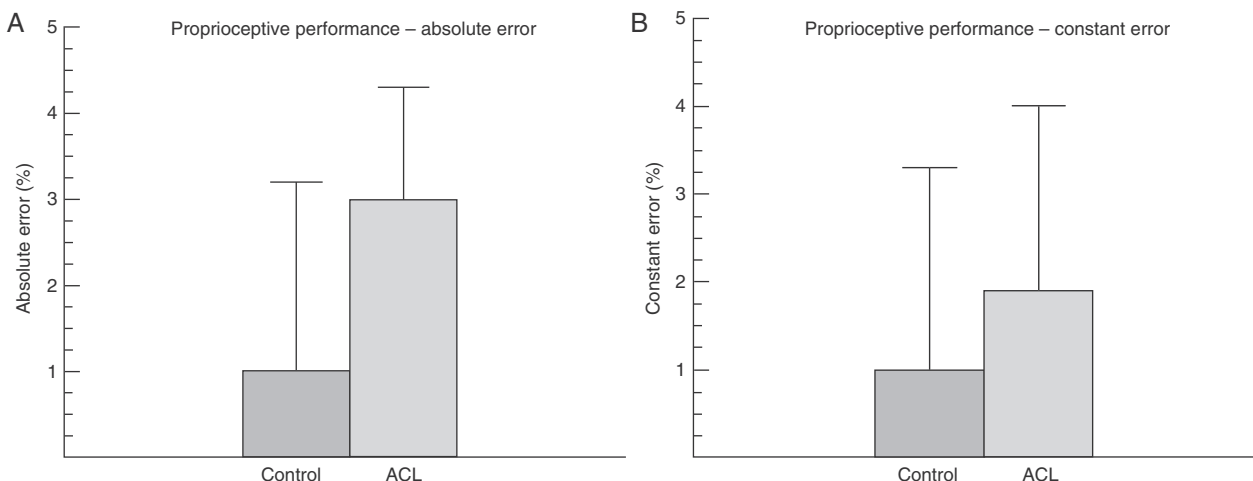 A
Proprioceptive performance – absolute error
5
4
3
2
1
Absolute error (%)
Control
ACL
B
Proprioceptive performance – constant error
5
4
3
2
1
Constant error (%)
Control
ACL